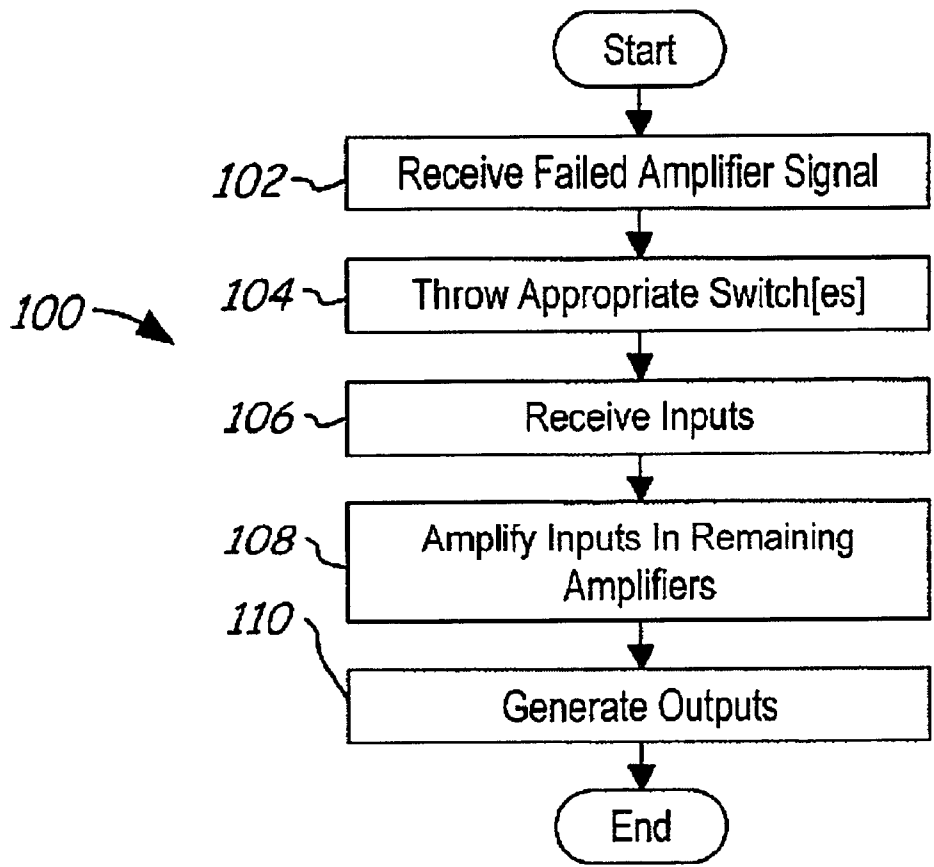 Start
102
Receive Failed Amplifier Signal
104
Throw Appropriate Switch[es]
100
106
Receive Inputs
108
Amplify Inputs In Remaining
Amplifiers
110
Generate Outputs
End